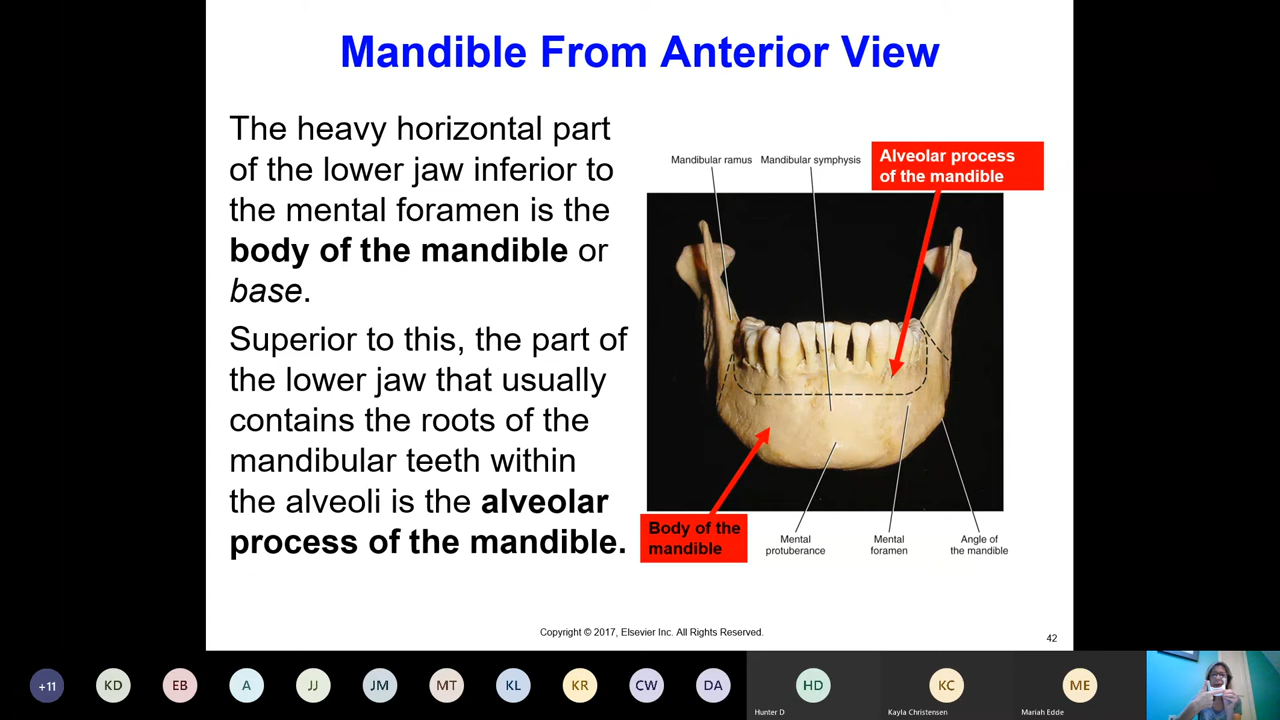 Mandible From Anterior View
The heavy horizontal part
of the lower jaw inferior to
the mental foramen is the
body of the mandible or
base.
Superior to this, the part of
the lower jaw that usually
contains the roots of the
mandibular teeth within
the alveoli is the alveolar
process of the mandible.
Mandibular ramus
Mandibular symphysis
Alveolar process
of the mandible
Body of the
mandible
Mental
protuberance
Mental
foramen
Angle of
the mandible
Copyright © 2017, Elsevier Inc. All Rights Reserved.
42
+11
KD
EB
A
JJ
JM
MT
KL
KR
CW
DA
HD
Hunter D
KC
Kayla Christensen
ME
Mariah Edde